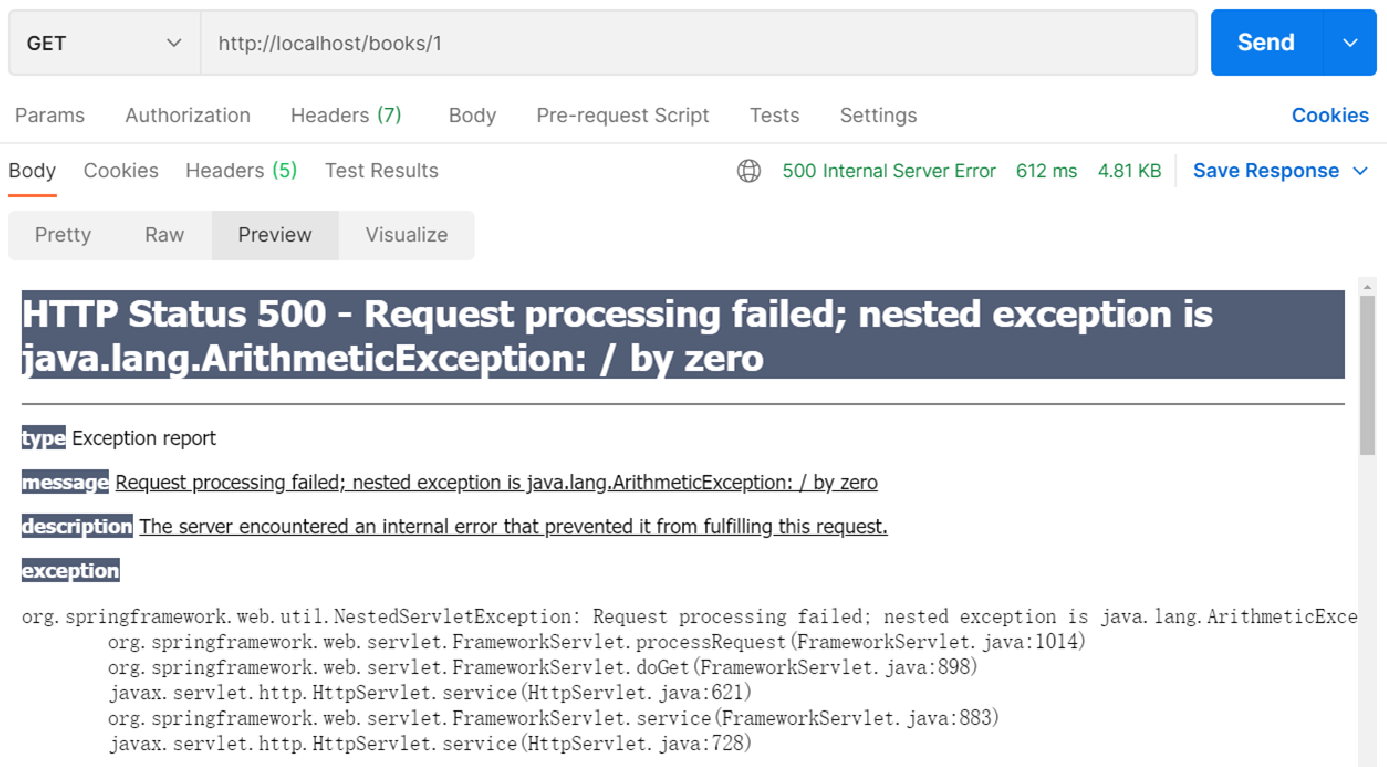 GET http://localhost/books/1 Send
Params Authorization Headers (7) Body Pre-request Script Tests Settings Cookies
Body Cookies Headers (5) Test Results 500 Internal Server Error 612 ms 4.81 KB Save Response
Pretty Raw Preview Visualize
HTTP Status 500 - Request processing failed; nested exception is
java.lang.ArithmeticException: / by zero
type Exception report
message Request processing failed; nested exception is java.lang.ArithmeticException: / by zero
description The server encountered an internal error that prevented it from fulfilling this request.
exception
org.springframework.web.util.NestedServletException: Request processing failed; nested exception is java.lang.ArithmeticExce
org.springframework.web.servlet.FrameworkServlet.processRequest(FrameworkServlet.java:1014)
org.springframework.web.servlet.FrameworkServlet.doGet(FrameworkServlet.java:898)
javax.servlet.http.HttpServlet.service(HttpServlet.java:621)
org.springframework.web.servlet.FrameworkServlet.service(FrameworkServlet.java:883)
javax.servlet.http.HttpServlet.service(HttpServlet.java:728)